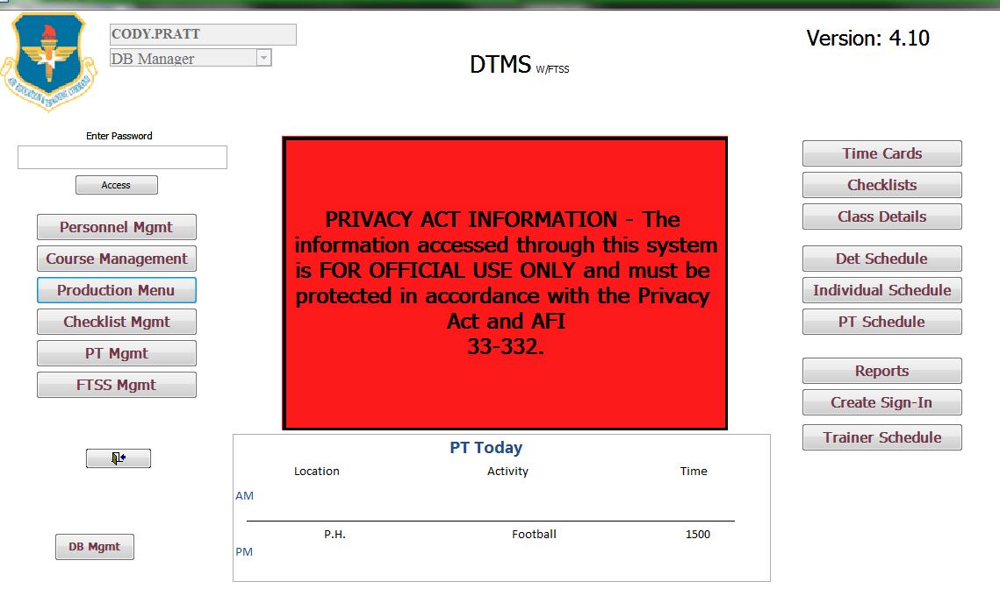 CODY.PRATT
DB Manager
DTMS W/FTSS
Version: 4.10
AIR EDUCATION & TRAINING COMMAND
Enter Password
Access
Personnel Mgmt
Course Management
Production Menu
Checklist Mgmt
PT Mgmt
FTSS Mgmt
DB Mgmt
PRIVACY ACT INFORMATION - The
information accessed through this system
is FOR OFFICIAL USE ONLY and must be
protected in accordance with the Privacy
Act and AFI
33-332.
PT Today
Location Activity Time
AM
P.H. Football 1500
PM
Time Cards
Checklists
Class Details
Det Schedule
Individual Schedule
PT Schedule
Reports
Create Sign-In
Trainer Schedule